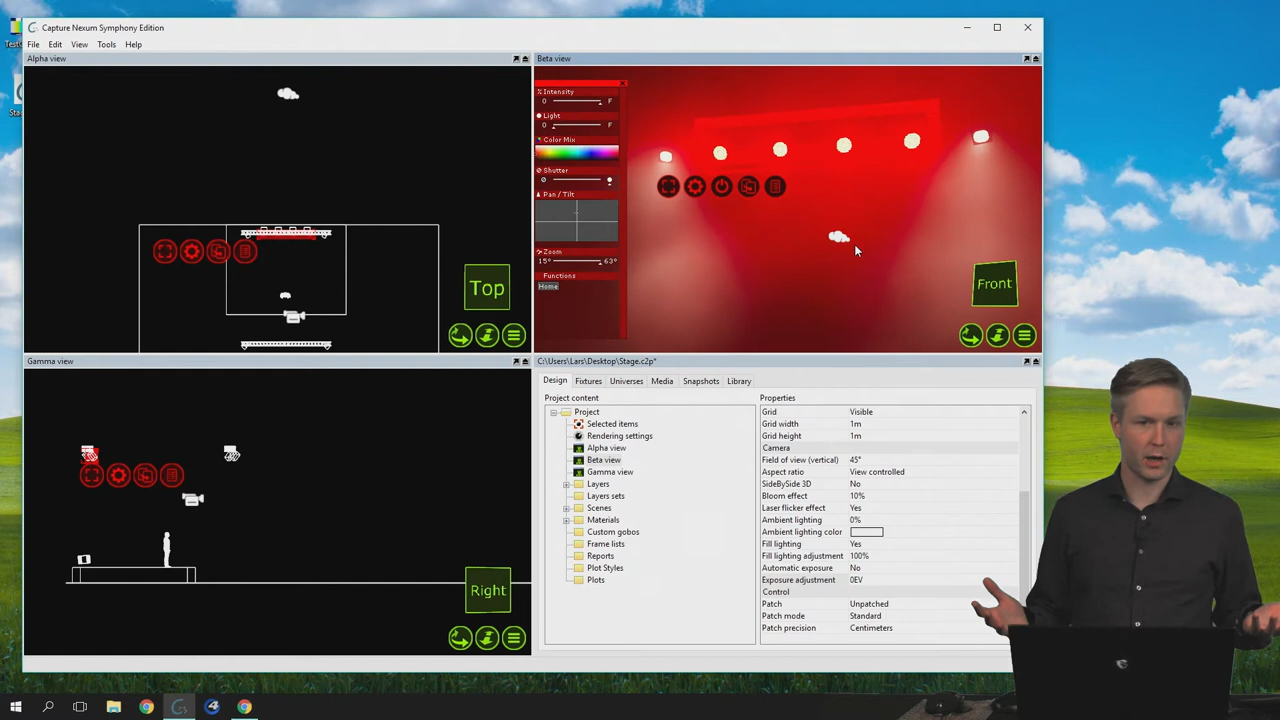 Test
Sta
Capture Nexum Symphony Edition
File Edit View Tools Help
Alpha view
Beta view
% Intensity
0 F
Light
0 F
Color Mix
Shutter
Pan / Tilt
Zoom
15° 63°
Functions
Home
Top
Front
Gamma view
C:\Users\Lars\Desktop\Stage.c2p*
Design Fixtures Universes Media Snapshots Library
Project content
Properties
Project
Selected items
Rendering settings
Alpha view
Beta view
Gamma view
Layers
Layers sets
Scenes
Materials
Custom gobos
Frame lists
Reports
Plot Styles
Plots
Grid Visible
Grid width 1m
Grid height 1m
Camera
Field of view (vertical) 45°
Aspect ratio View controlled
SideBySide 3D No
Bloom effect 10%
Laser flicker effect Yes
Ambient lighting 0%
Ambient lighting color
Fill lighting Yes
Fill lighting adjustment 100%
Automatic exposure No
Exposure adjustment 0EV
Control
Patch Unpatched
Patch mode Standard
Patch precision Centimeters
Right